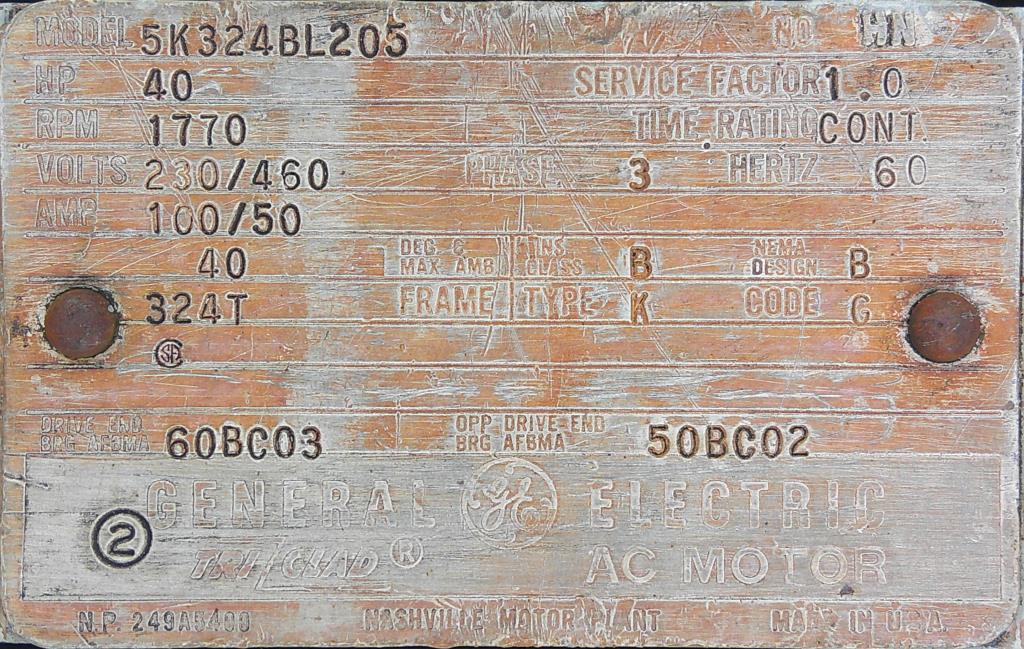 MODEL 5K324BL205 NO HN
HP 40 SERVICE FACTOR 1.0
RPM 1770 TIME RATING CONT
VOLTS 230/460 PHASE 3 HERTZ 60
AMP 100/50
40 DEG C MAX. AMB INS. CLASS B NEMA DESIGN B
324T FRAME TYPE K CODE G
SA
DRIVE END BRG AFBMA 60BC03 OPP DRIVE-END BRG AFBMA 50BC02
GENERAL GE ELECTRIC
2 TRI/CLAD ® AC MOTOR
N.P. 249A5400 NASHVILLE MOTOR PLANT MADE IN U.S.A.